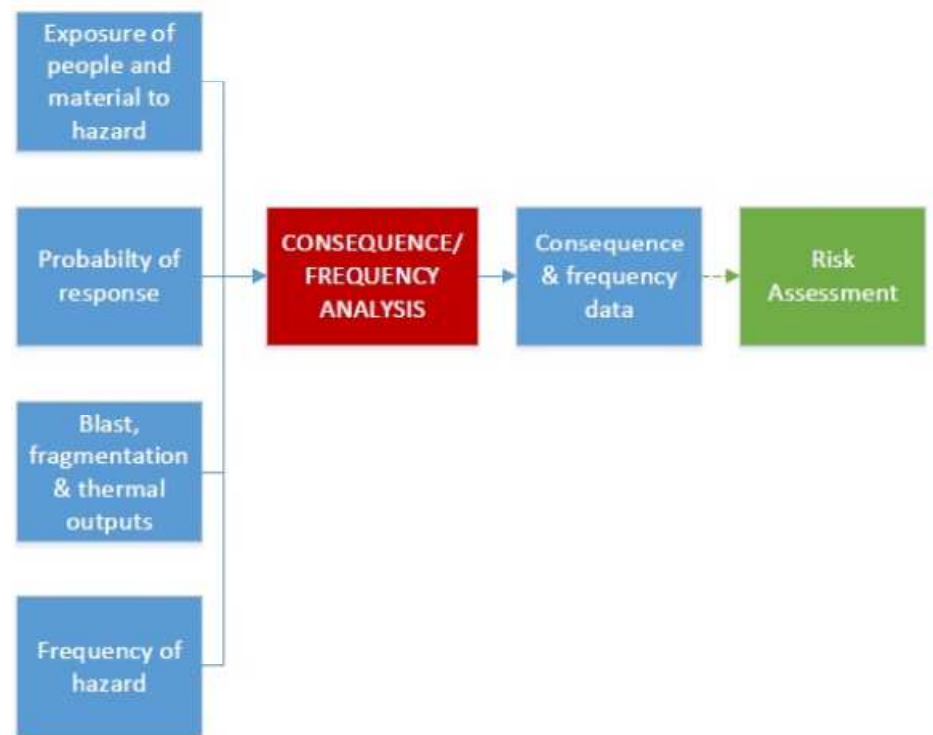 Exposure of
people and
material to
hazard
Probabilty of
response
CONSEQUENCE/
FREQUENCY
ANALYSIS
Consequence
& frequency
data
Risk
Assessment
Blast,
fragmentation
& thermal
outputs
Frequency of
hazard